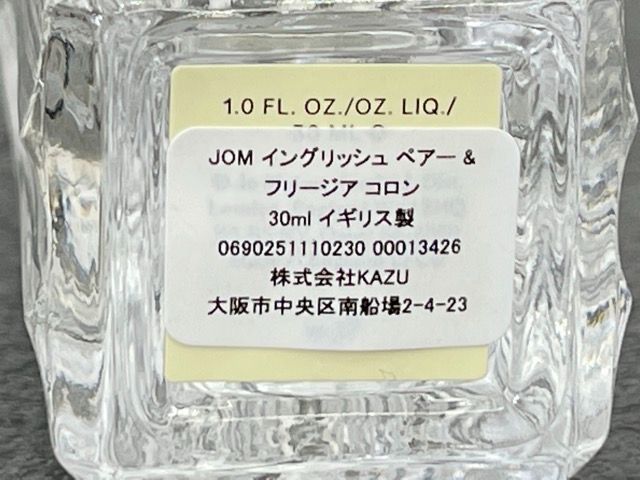 1.0 FL. OZ./OZ. LIQ./
JOM イングリッシュ ペアー &
フリージア コロン
30ml イギリス製
0690251110230 00013426
株式会社KAZU
大阪市中央区南船場2-4-23